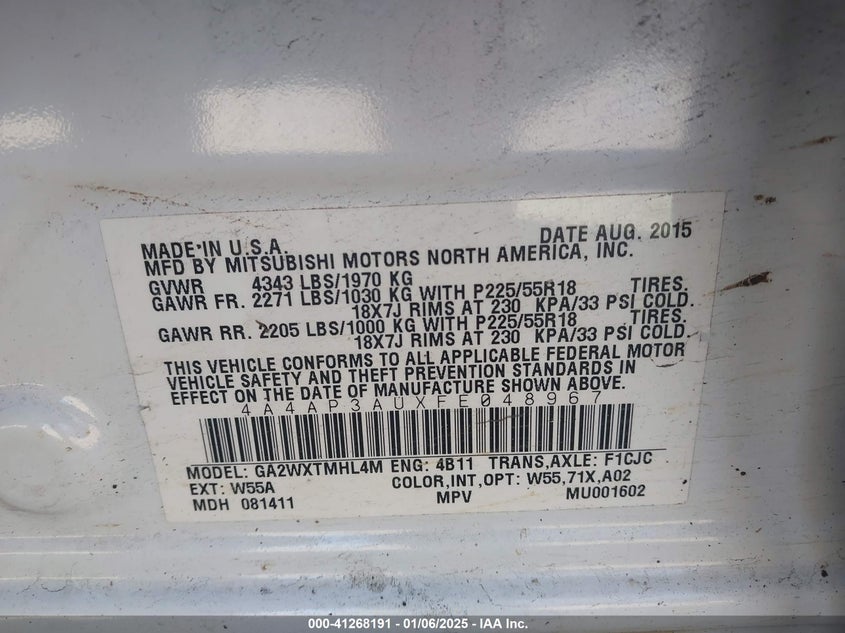 MADE IN U.S.A. DATE AUG. 2015
MFD BY MITSUBISHI MOTORS NORTH AMERICA, INC.
GVWR 4343 LBS/1970 KG
GAWR FR. 2271 LBS/1030 KG WITH P225/55R18 TIRES.
18X7J RIMS AT 230 KPA/33 PSI COLD.
GAWR RR. 2205 LBS/1000 KG WITH P225/55R18 TIRES.
18X7J RIMS AT 230 KPA/33 PSI COLD.
THIS VEHICLE CONFORMS TO ALL APPLICABLE FEDERAL MOTOR
VEHICLE SAFETY AND THEFT PREVENTION STANDARDS IN
EFFECT ON THE DATE OF MANUFACTURE SHOWN ABOVE.
4A4AP3AUXFE048967
MODEL: GA2WXTMHL4M ENG: 4B11 TRANS,AXLE: F1CJC
EXT: W55A COLOR,INT,OPT: W55,71X,A02
MDH 081411 MPV MU001602
000-41268191 - 01/06/2025 - IAA Inc.